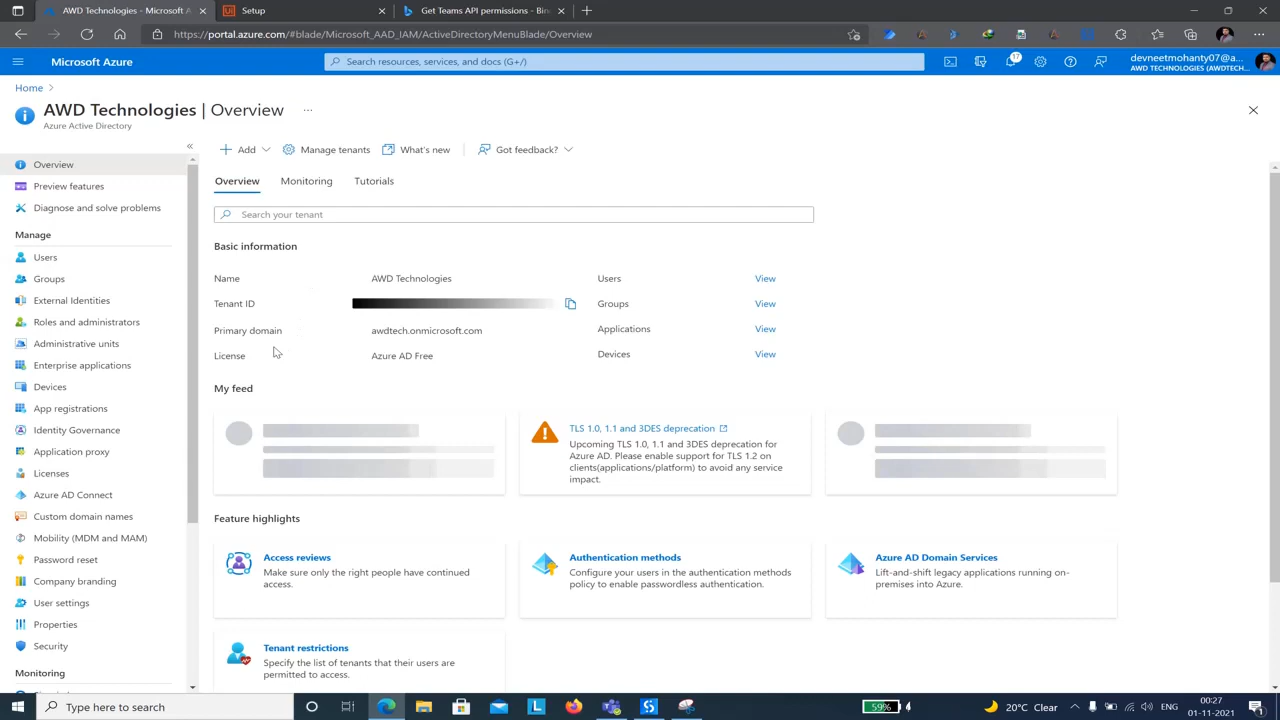 AWD Technologies - Microsoft A
Setup
Get Teams API permissions - Bin
https://portal.azure.com/#blade/Microsoft_AAD_IAM/ActiveDirectoryMenuBlade/Overview
Microsoft Azure
Search resources, services, and docs (G+/)
17
devneetmohanty07@a...
AWD TECHNOLOGIES (AWDTECH....
Home >
AWD Technologies | Overview ...
Azure Active Directory
Add
Manage tenants
What's new
Got feedback?
Overview
Monitoring
Tutorials
Search your tenant
Basic information
Name
AWD Technologies
Users
View
Tenant ID
Groups
View
Primary domain
awdtech.onmicrosoft.com
Applications
View
License
Azure AD Free
Devices
View
My feed
TLS 1.0, 1.1 and 3DES deprecation
Upcoming TLS 1.0, 1.1 and 3DES deprecation for
Azure AD. Please enable support for TLS 1.2 on
clients(applications/platform) to avoid any service
impact.
Feature highlights
Access reviews
Make sure only the right people have continued
access.
Authentication methods
Configure your users in the authentication methods
policy to enable passwordless authentication.
Azure AD Domain Services
Lift-and-shift legacy applications running on-
premises into Azure.
Tenant restrictions
Specify the list of tenants that their users are
permitted to access.
Overview
Preview features
Diagnose and solve problems
Manage
Users
Groups
External Identities
Roles and administrators
Administrative units
Enterprise applications
Devices
App registrations
Identity Governance
Application proxy
Licenses
Azure AD Connect
Custom domain names
Mobility (MDM and MAM)
Password reset
Company branding
User settings
Properties
Security
Monitoring
Type here to search
59%
20°C Clear
ENG
00:27
01-11-2021